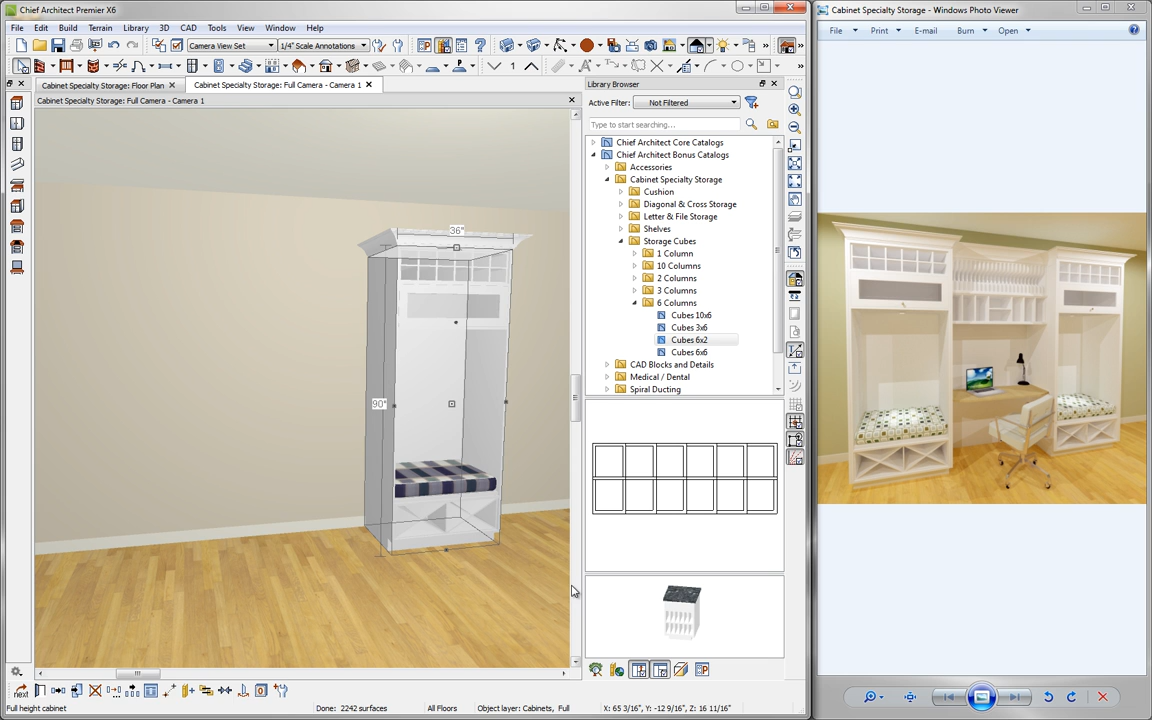 Chief Architect Premier X6
Cabinet Specialty Storage - Windows Photo Viewer
File Edit Build Terrain Library 3D CAD Tools View Window Help
File Print E-mail Burn Open
Camera View Set 1/4" Scale Annotations
1
Cabinet Specialty Storage: Floor Plan
Cabinet Specialty Storage: Full Camera - Camera 1
Cabinet Specialty Storage: Full Camera - Camera 1
Library Browser
Active Filter: Not Filtered
Type to start searching...
Chief Architect Core Catalogs
Chief Architect Bonus Catalogs
Accessories
Cabinet Specialty Storage
Cushion
Diagonal & Cross Storage
Letter & File Storage
Shelves
Storage Cubes
1 Column
10 Columns
2 Columns
3 Columns
6 Columns
Cubes 10x6
Cubes 3x6
Cubes 6x2
Cubes 6x6
CAD Blocks and Details
Medical / Dental
Spiral Ducting
36"
90"
next
Full height cabinet
Done: 2242 surfaces
All Floors
Object layer: Cabinets, Full
X: 65 3/16", Y: -12 9/16", Z: 16 11/16"